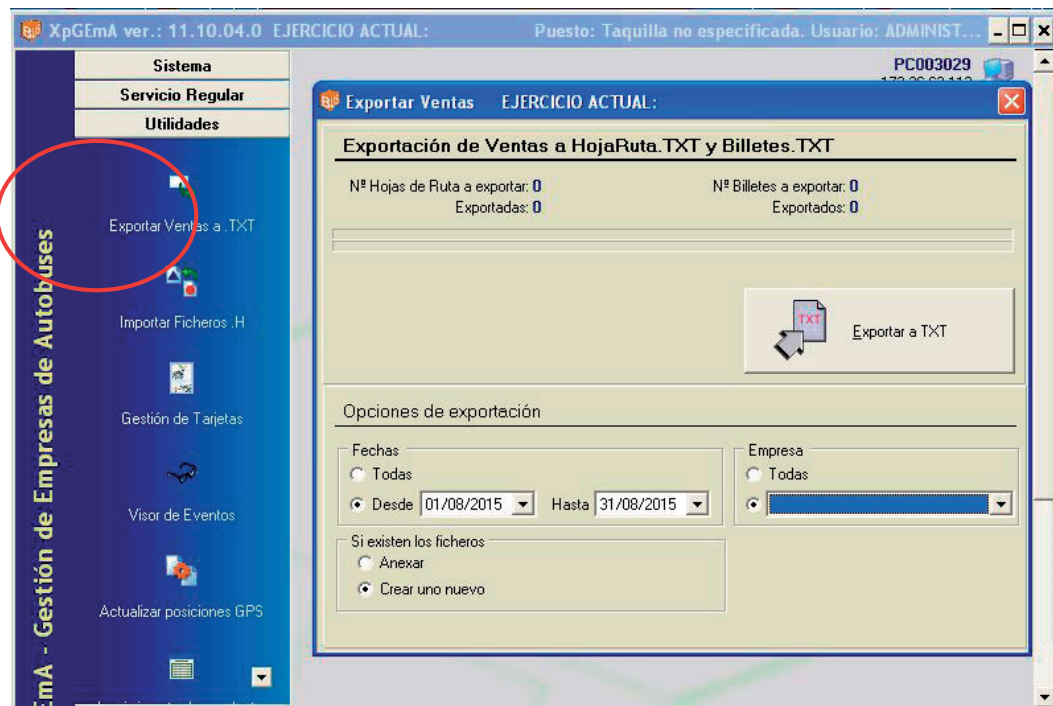 XpGEmA ver.: 11.10.04.0 EJERCICIO ACTUAL: Puesto: Taquilla no especificada. Usuario: ADMINIST...
PC003029
Sistema
Servicio Regular
Utilidades
Exportar Ventas a .TXT
Importar Ficheros .H
Gestión de Tarjetas
Visor de Eventos
Actualizar posiciones GPS
EmA - Gestión de Empresas de Autobuses
Exportar Ventas EJERCICIO ACTUAL:
Exportación de Ventas a HojaRuta.TXT y Billetes.TXT
Nº Hojas de Ruta a exportar: 0 Nº Billetes a exportar: 0
Exportadas: 0 Exportados: 0
TXT
Exportar a TXT
Opciones de exportación
Fechas
Todas
Desde 01/08/2015 Hasta 31/08/2015
Empresa
Todas
Si existen los ficheros
Anexar
Crear uno nuevo